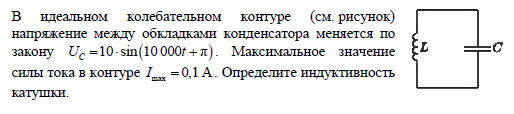 В идеальном колебательном контуре (см. рисунок)
напряжение между обкладками конденсатора меняется по
закону U_C = 10 · sin(10 000t + π). Максимальное значение
силы тока в контуре I_max = 0,1 А. Определите индуктивность
катушки.
L C